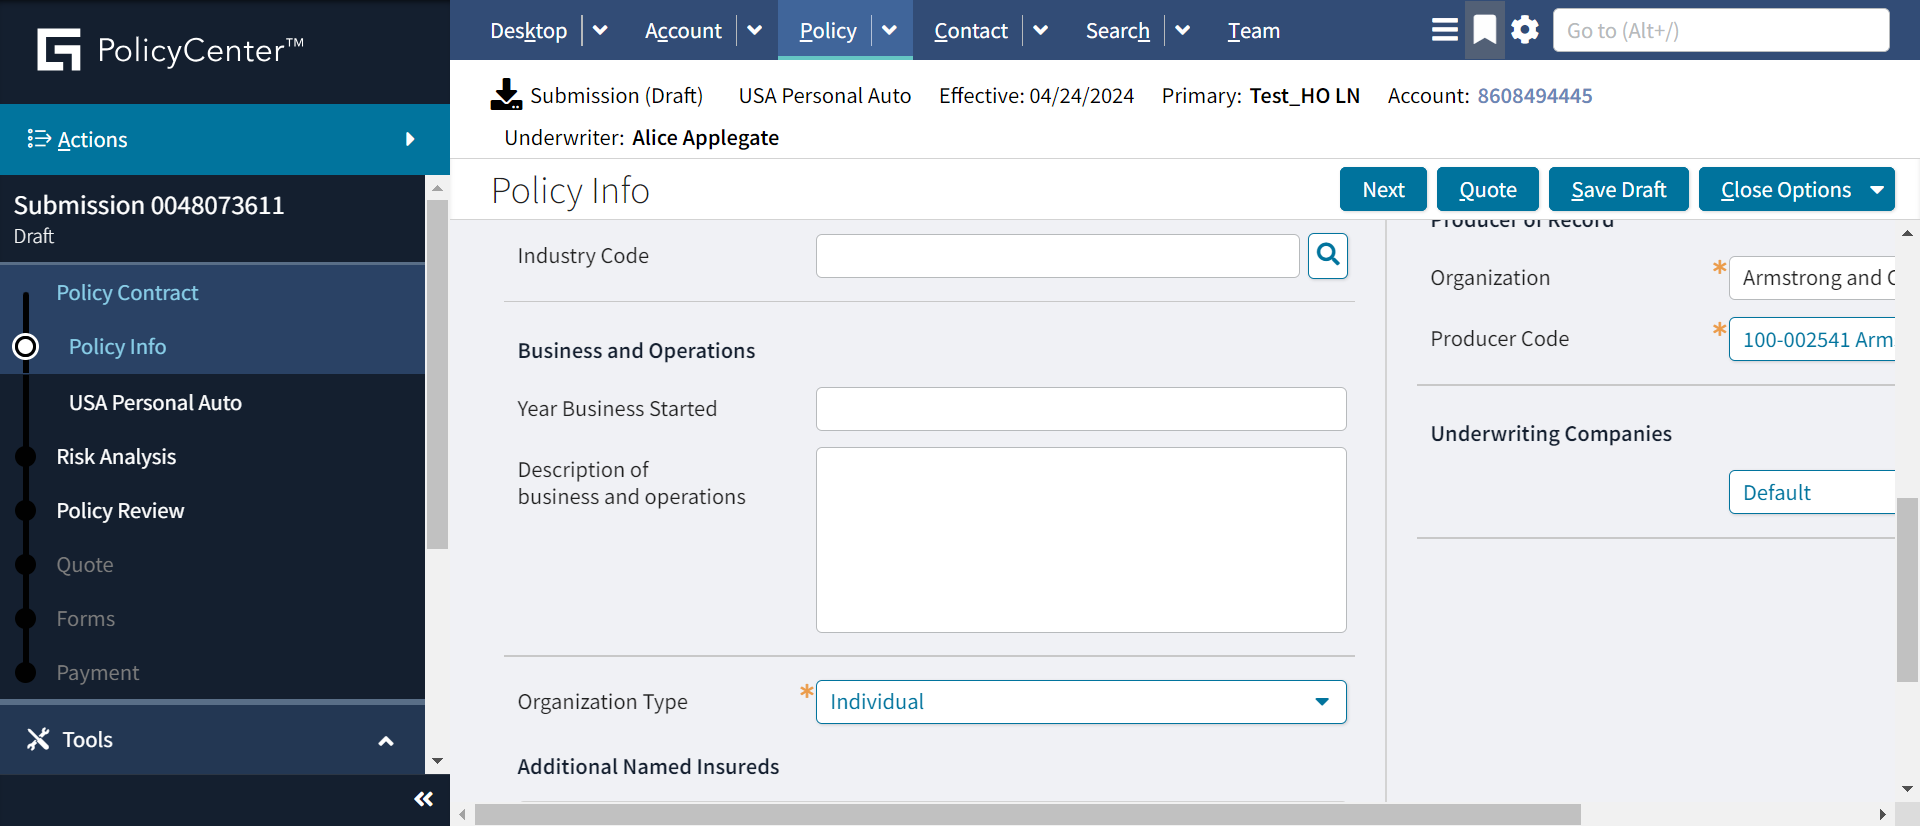 PolicyCenter™
Desktop
Account
Policy
Contact
Search
Team
Go to (Alt+/)
Submission (Draft) USA Personal Auto Effective: 04/24/2024 Primary: Test_HO LN Account: 8608494445
Underwriter: Alice Applegate
Actions
Submission 0048073611
Draft
Policy Contract
Policy Info
USA Personal Auto
Risk Analysis
Policy Review
Quote
Forms
Payment
Tools
Policy Info
Next
Quote
Save Draft
Close Options
Industry Code
Business and Operations
Year Business Started
Description of
business and operations
Organization Type
* Individual
Additional Named Insureds
Producer of Record
Organization
* Armstrong and C
Producer Code
* 100-002541 Arm
Underwriting Companies
Default